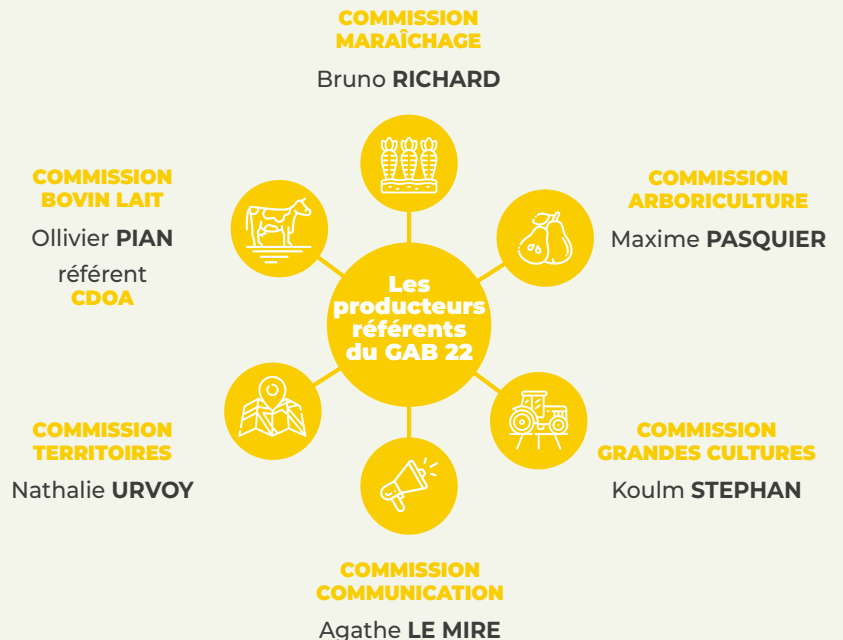 COMMISSION
MARAÎCHAGE
Bruno RICHARD
COMMISSION
BOVIN LAIT
Ollivier PIAN
référent
CDOA
COMMISSION
ARBORICULTURE
Maxime PASQUIER
Les
producteurs
référents
du GAB 22
COMMISSION
TERRITOIRES
Nathalie URVOY
COMMISSION
GRANDES CULTURES
Koulm STEPHAN
COMMISSION
COMMUNICATION
Agathe LE MIRE